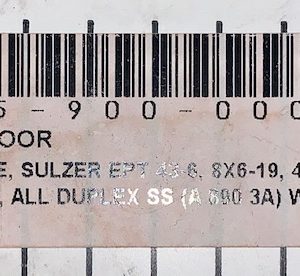 5-900-000
OOR
E, SULZER EPT 43-6, 8X6-19, 4
, ALL DUPLEX SS (A 890 3A) W